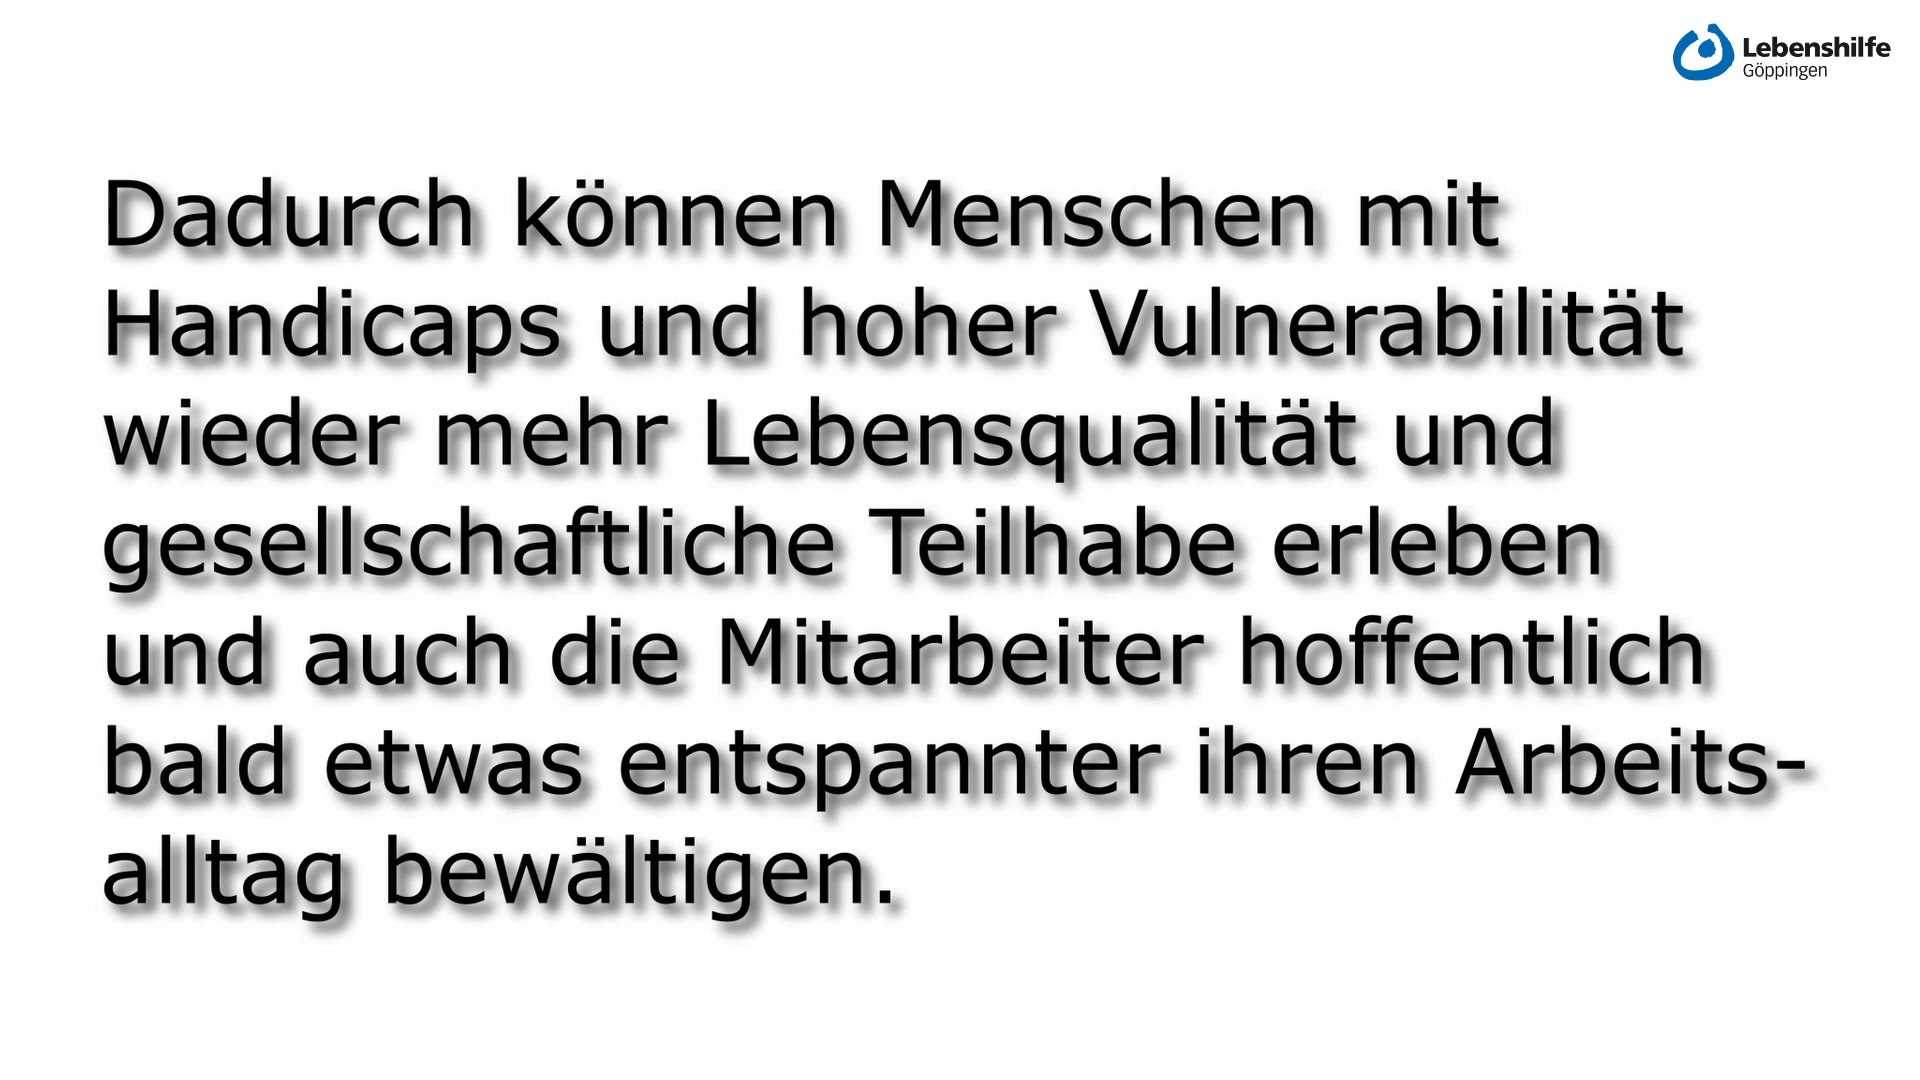 Lebenshilfe
Göppingen
Dadurch können Menschen mit
Handicaps und hoher Vulnerabilität
wieder mehr Lebensqualität und
gesellschaftliche Teilhabe erleben
und auch die Mitarbeiter hoffentlich
bald etwas entspannter ihren Arbeits-
alltag bewältigen.